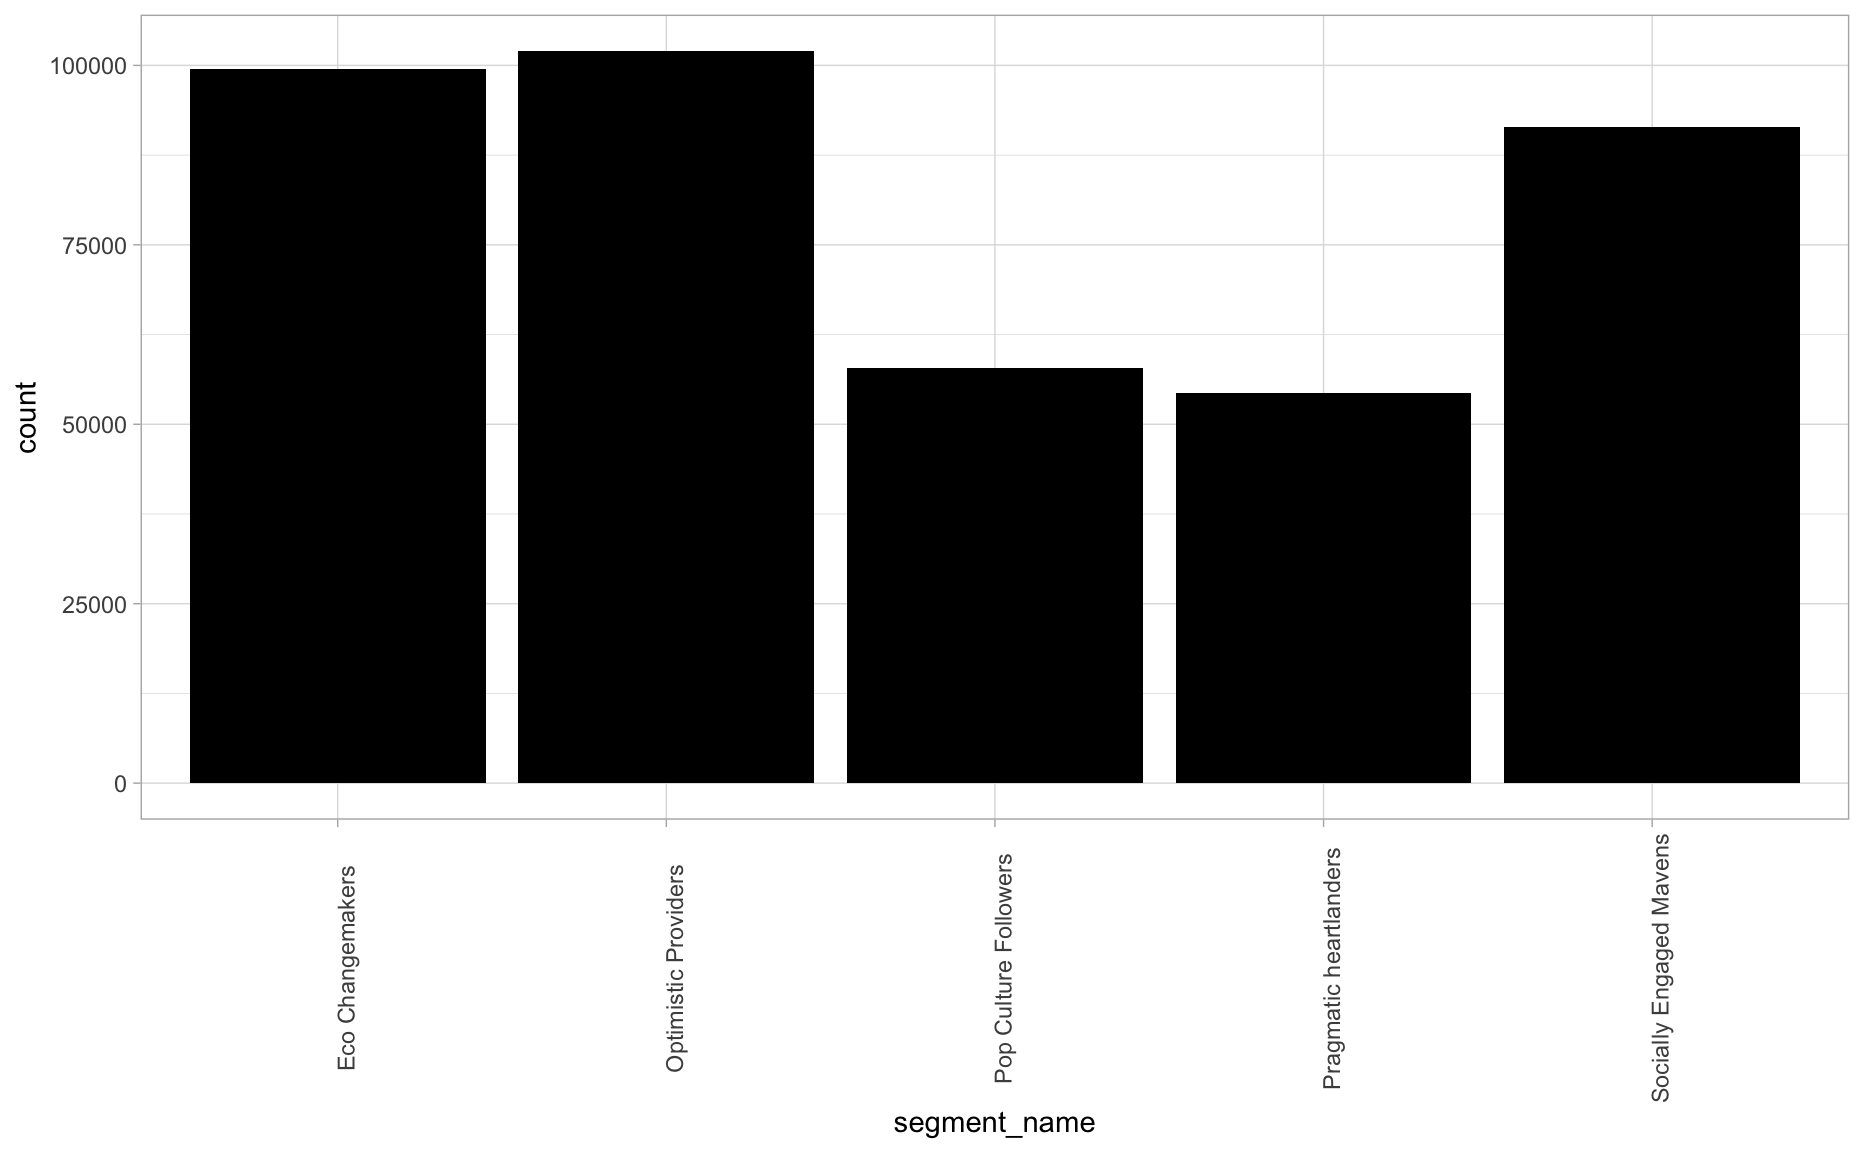 count
100000
75000
50000
25000
0
Eco Changemakers
Optimistic Providers
Pop Culture Followers
Pragmatic heartlanders
Socially Engaged Mavens
segment_name